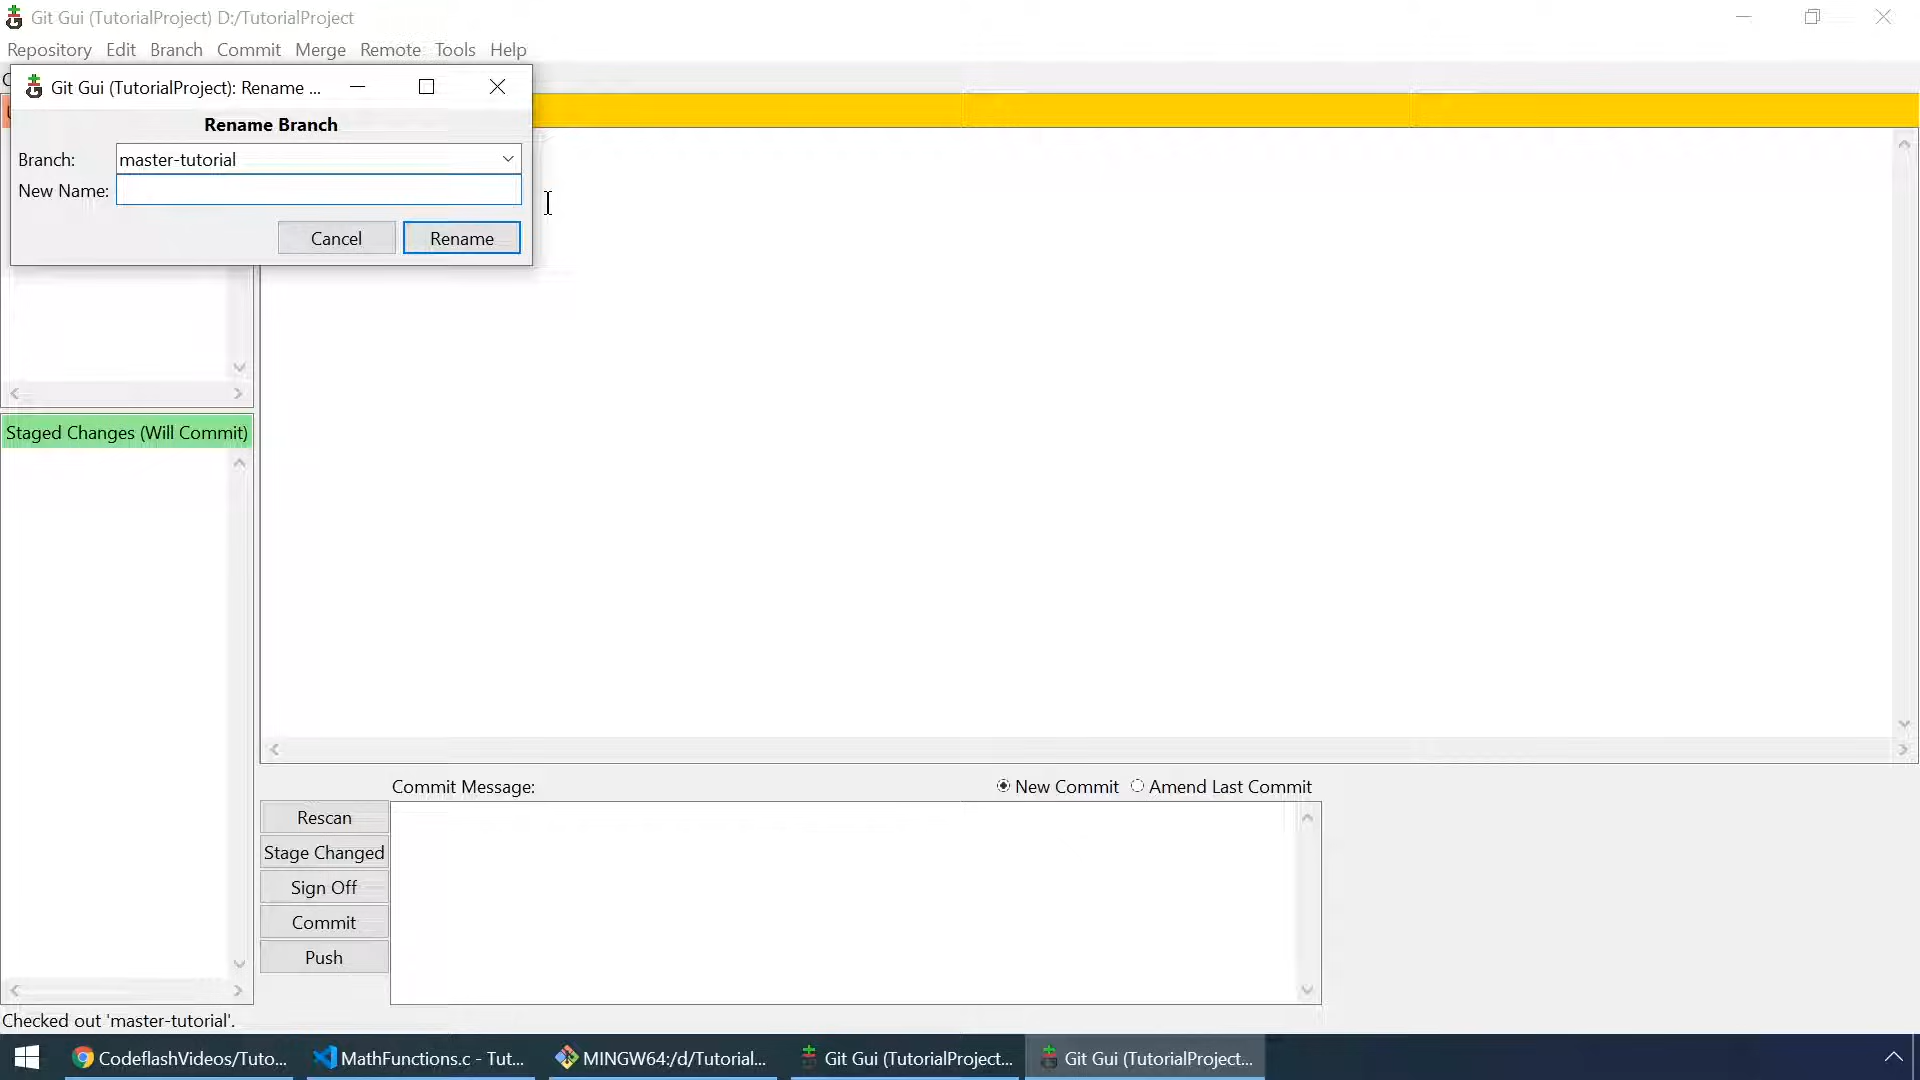 Git Gui (TutorialProject) D:/TutorialProject
Repository Edit Branch Commit Merge Remote Tools Help
Git Gui (TutorialProject): Rename ...
Rename Branch
Branch: master-tutorial
New Name:
Cancel Rename
Staged Changes (Will Commit)
Commit Message: New Commit Amend Last Commit
Rescan
Stage Changed
Sign Off
Commit
Push
Checked out 'master-tutorial'.
CodeflashVideos/Tuto... MathFunctions.c - Tut... MINGW64:/d/Tutorial... Git Gui (TutorialProject... Git Gui (TutorialProject...